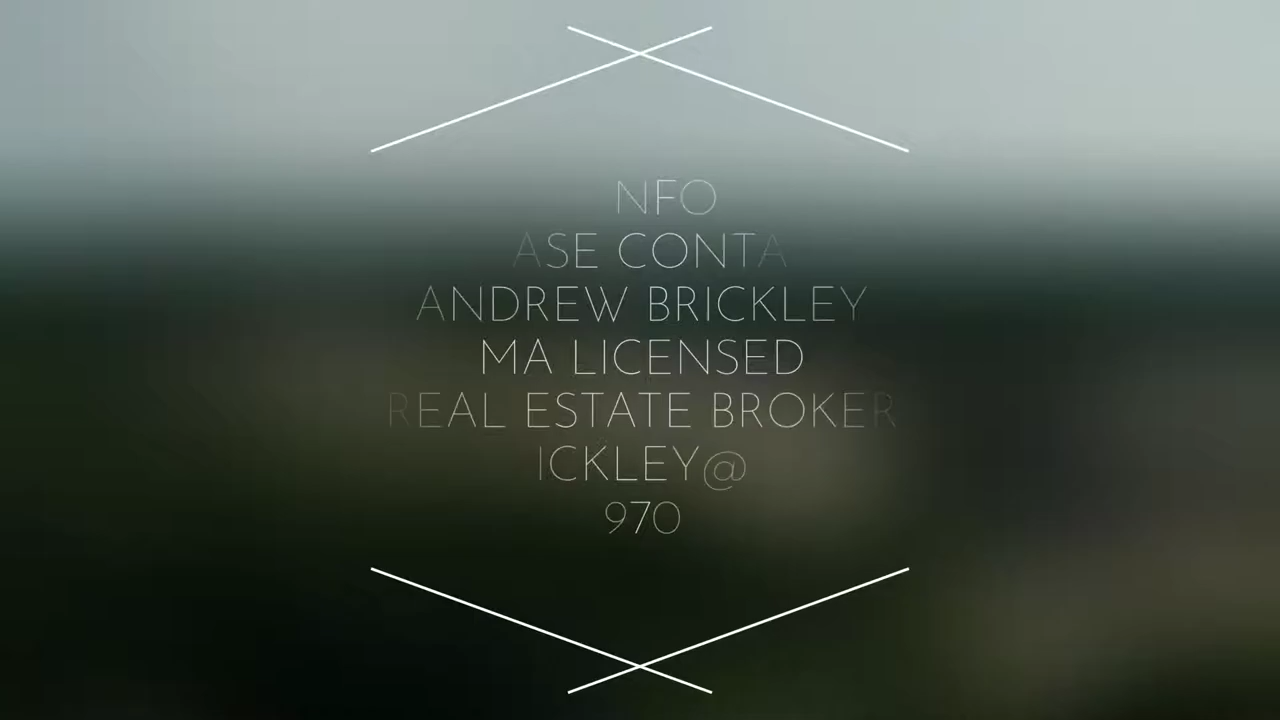 NFO
ASE CONTA
ANDREW BRICKLEY
MA LICENSED
REAL ESTATE BROKER
ICKLEY@
970